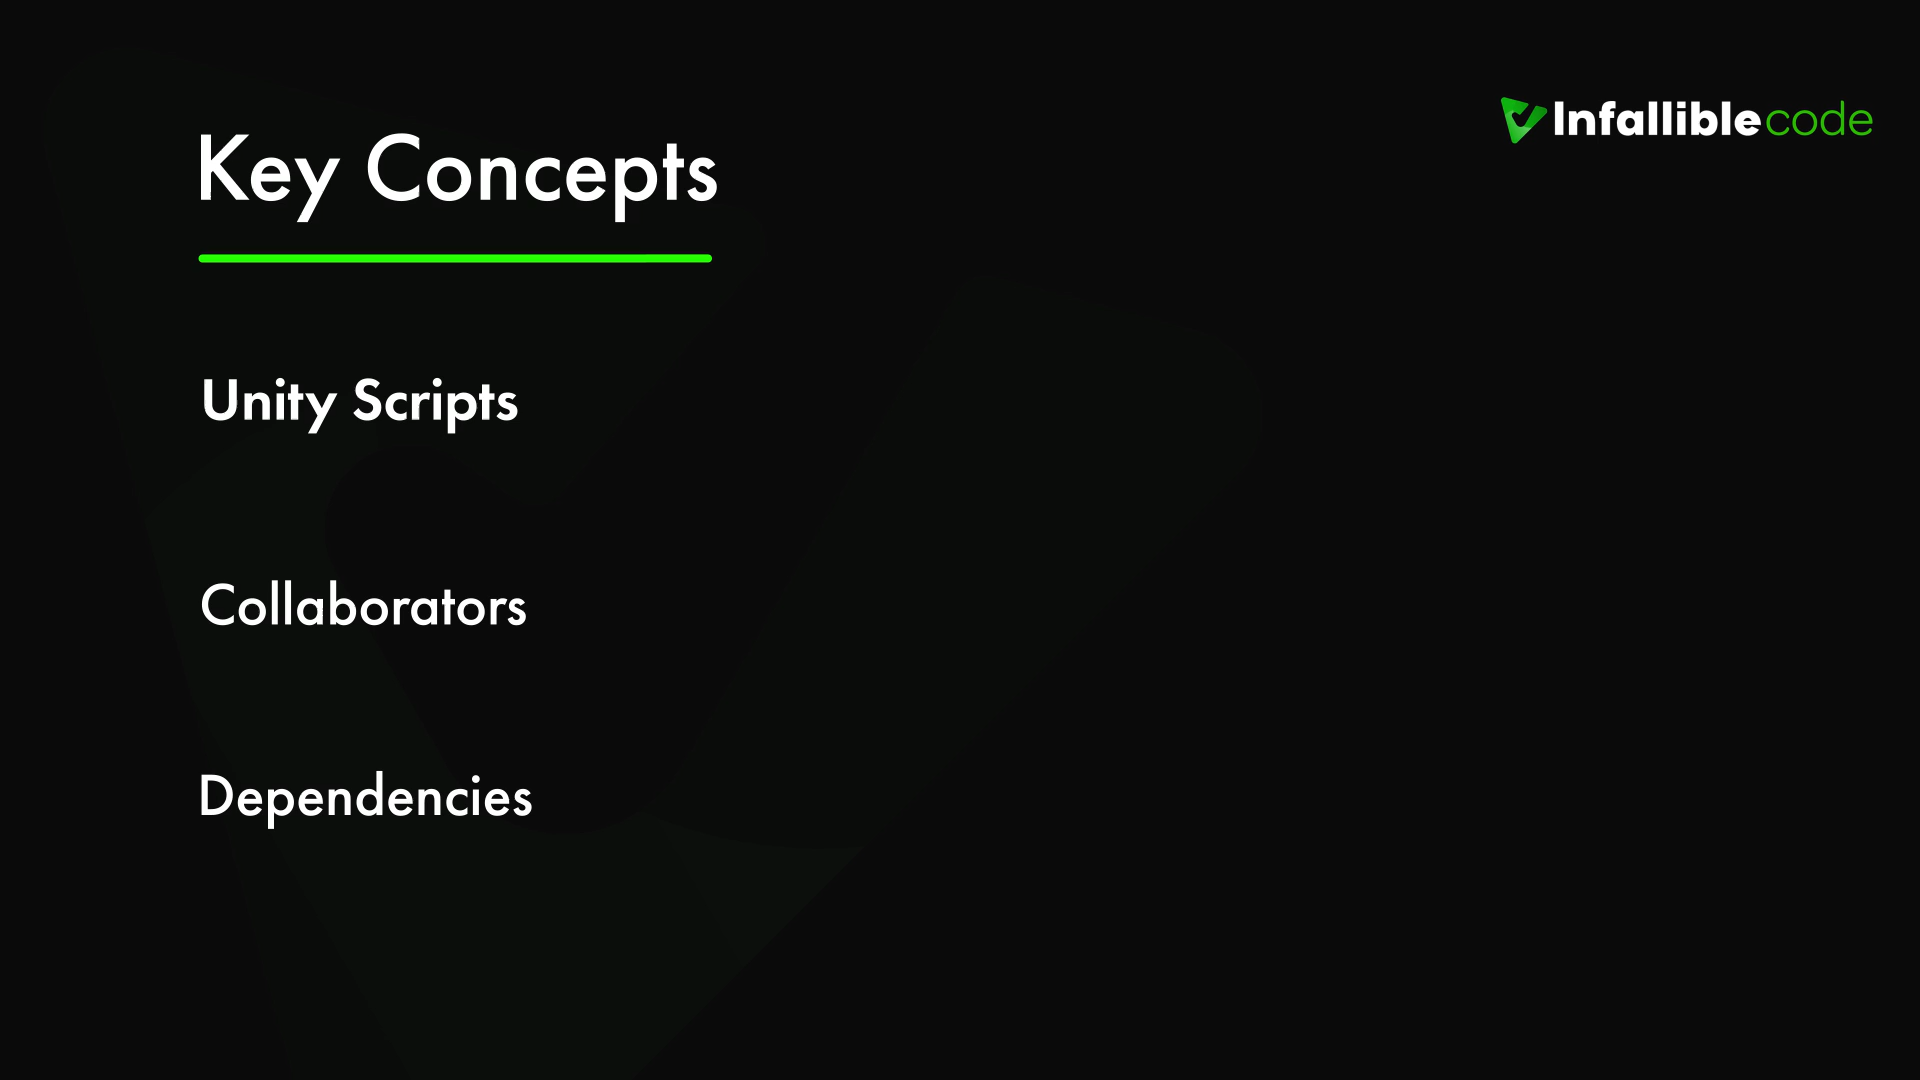 Key Concepts
Infalliblecode
Unity Scripts
Collaborators
Dependencies